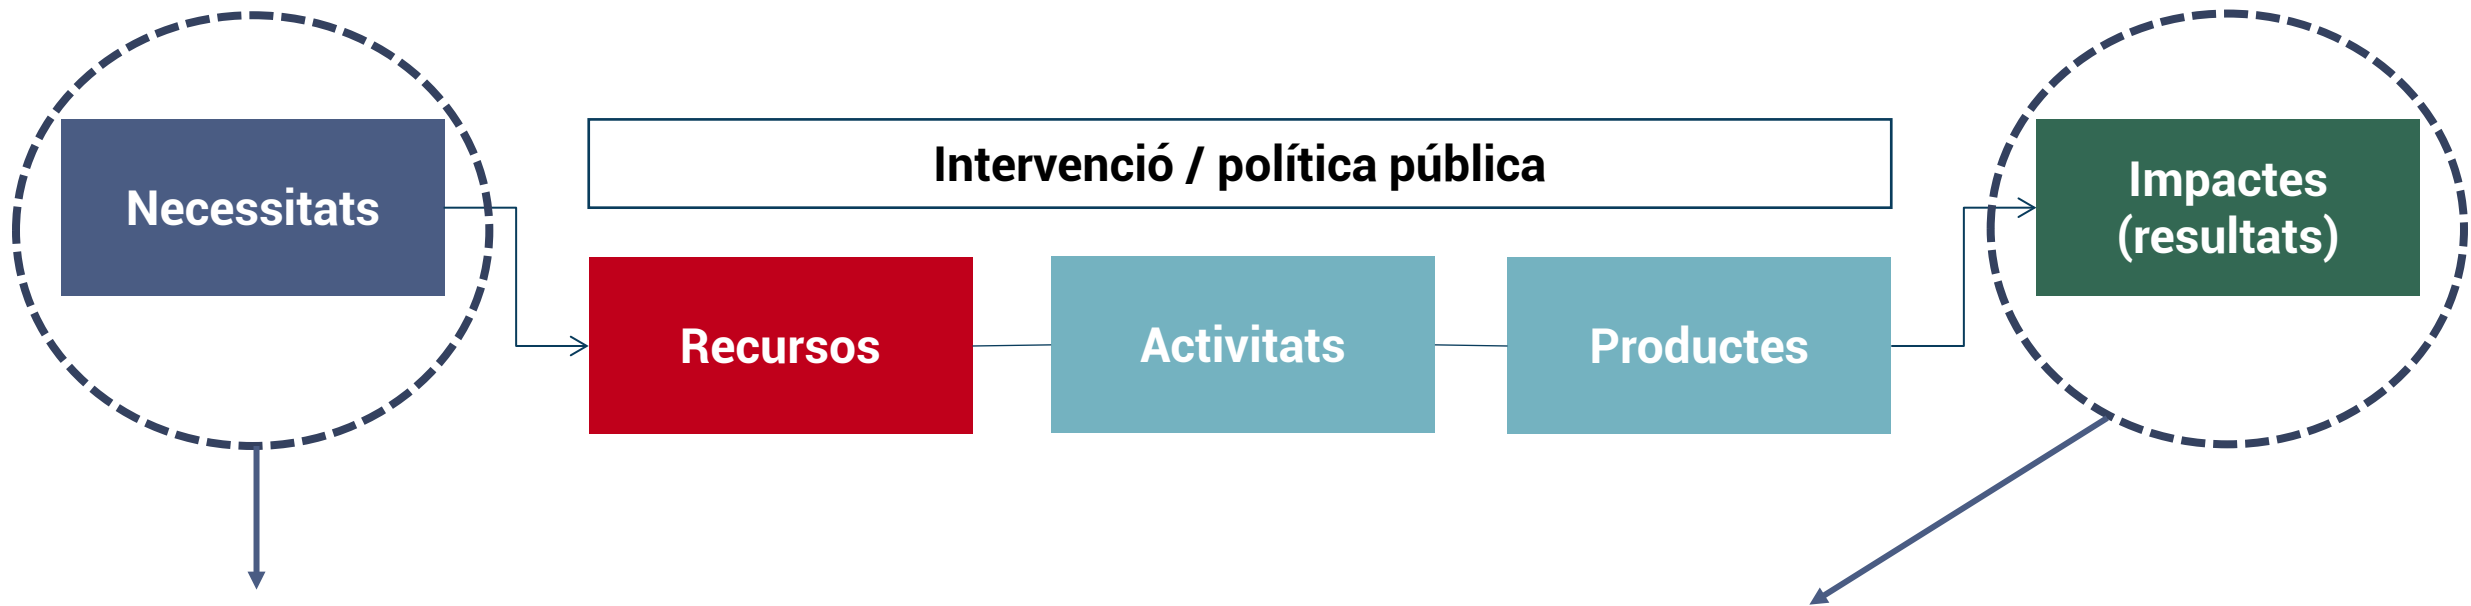 Necessitats
Intervenció / política pública
Recursos
Activitats
Productes
Impactes
(resultats)